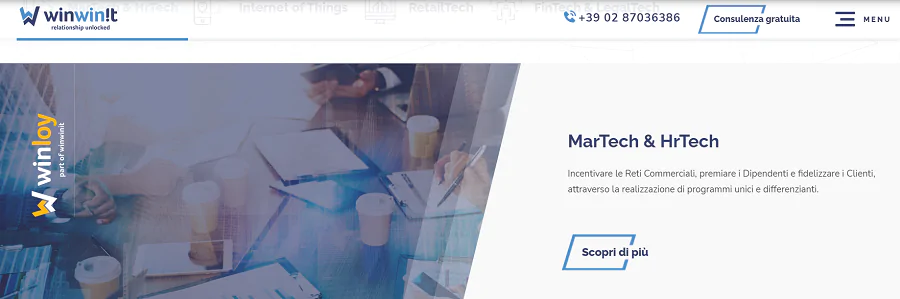 winwin!t
relationship unlocked
& HrTech
Internet of Things
RetailTech
FinTech & LegalTech
+39 02 87036386
Consulenza gratuita
MENU
winloy
part of winwinit
MarTech & HrTech
Incentivare le Reti Commerciali, premiare i Dipendenti e fidelizzare i Clienti,
attraverso la realizzazione di programmi unici e differenzianti.
Scopri di più